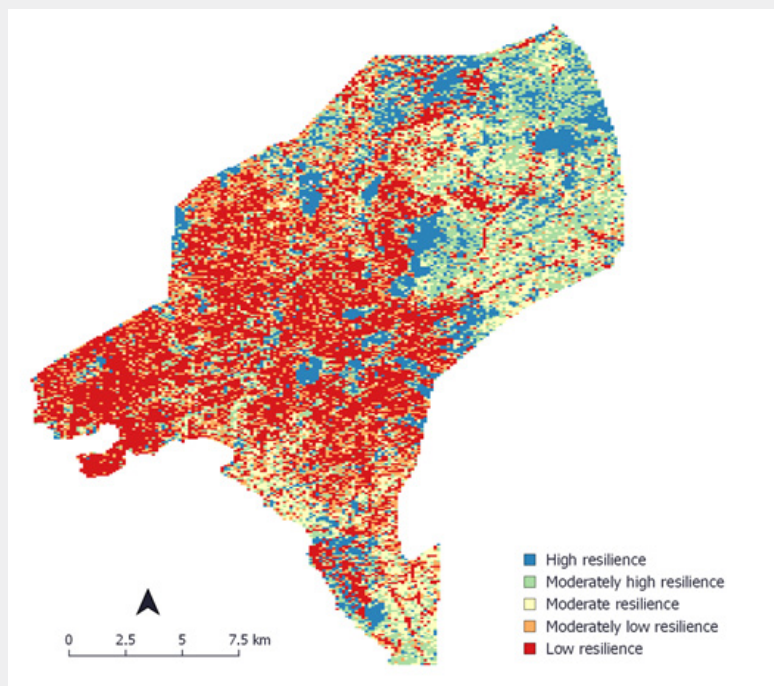 High resilience
Moderately high resilience
Moderate resilience
Moderately low resilience
Low resilience
0 2.5 5 7.5 km